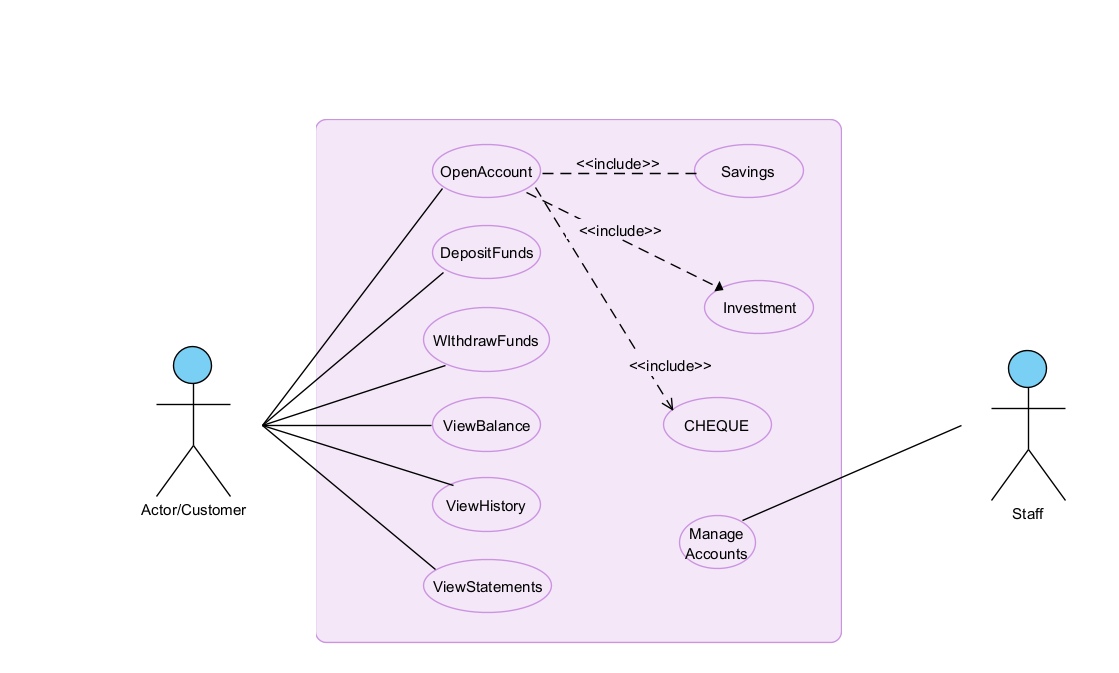 OpenAccount
<<include>>
Savings
<<include>>
DepositFunds
Investment
WIthdrawFunds
<<include>>
ViewBalance
CHEQUE
ViewHistory
Actor/Customer
Staff
Manage
Accounts
ViewStatements